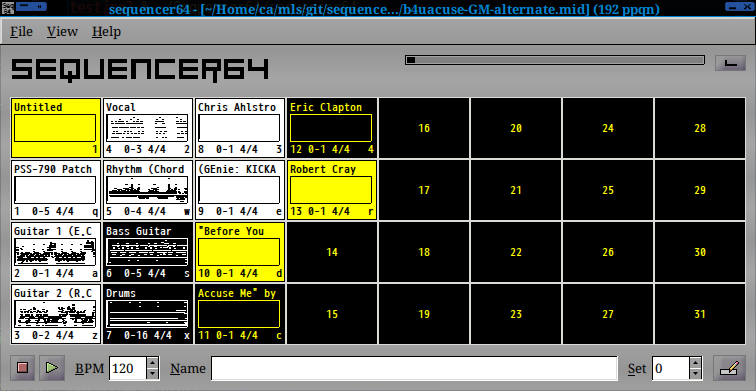 sequencer64 - [~/Home/ca/mls/git/sequence.../b4uacuse-GM-alternate.mid] (192 ppqn)
File View Help
SEQUENCER64
Untitled
1
Vocal
4 0-3 4/4 2
Chris Ahlstro
8 0-1 4/4 3
Eric Clapton
12 0-1 4/4 4
16
20
24
28
PSS-790 Patch
1 0-5 4/4 q
Rhythm (Chord
5 0-4 4/4 w
(GEnie: KICKA
9 0-1 4/4 e
Robert Cray
13 0-1 4/4 r
17
21
25
29
Guitar 1 (E.C
2 0-1 4/4 a
Bass Guitar
6 0-5 4/4 s
"Before You
10 0-1 4/4 d
14
18
22
26
30
Guitar 2 (R.C
3 0-2 4/4 z
Drums
7 0-16 4/4 x
Accuse Me" by
11 0-1 4/4 c
15
19
23
27
31
BPM 120 Name Set 0